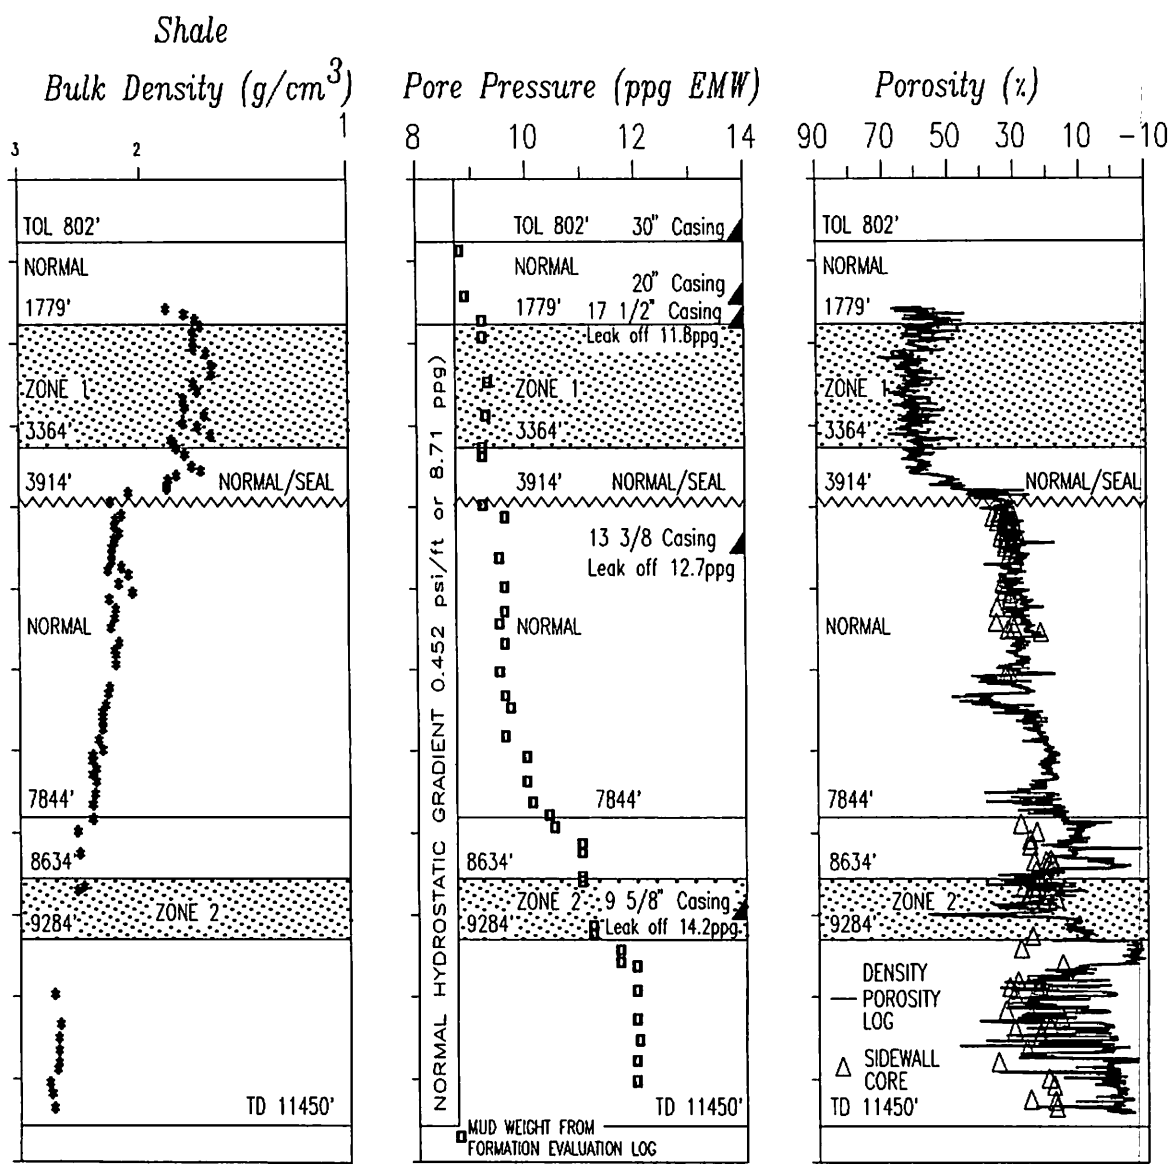 Shale
Bulk Density (g/cm3)
3 2 1
TOL 802'
NORMAL
1779'
ZONE 1
3364'
3914' NORMAL/SEAL
NORMAL
7844'
8634'
ZONE 2
9284'
TD 11450'
Pore Pressure (ppg EMW)
8 10 12 14
NORMAL HYDROSTATIC GRADIENT 0.452 psi/ft or 8.71 ppg)
TOL 802' 30" Casing
NORMAL
20" Casing
1779' 17 1/2" Casing
Leak off 11.8ppg
ZONE 1
3364'
3914' NORMAL/SEAL
13 3/8 Casing
Leak off 12.7ppg
NORMAL
7844'
8634'
ZONE 2 9 5/8" Casing
9284' Leak off 14.2ppg
TD 11450'
MUD WEIGHT FROM
FORMATION EVALUATION LOG
Porosity (%)
90 70 50 30 10 -10
TOL 802'
NORMAL
1779'
ZONE 1
3364'
3914' NORMAL/SEAL
NORMAL
7844'
8634'
ZONE 2
9284'
DENSITY
POROSITY
LOG
SIDEWALL
CORE
TD 11450'